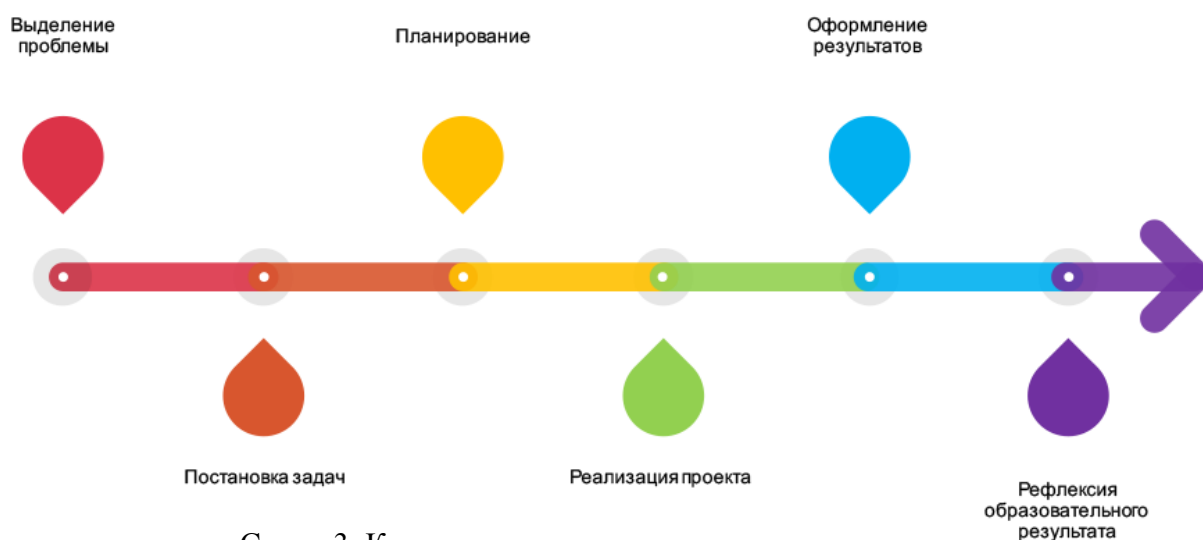 Выделение
проблемы
Постановка задач
Планирование
Реализация проекта
Оформление
результатов
Рефлексия
образовательного
результата